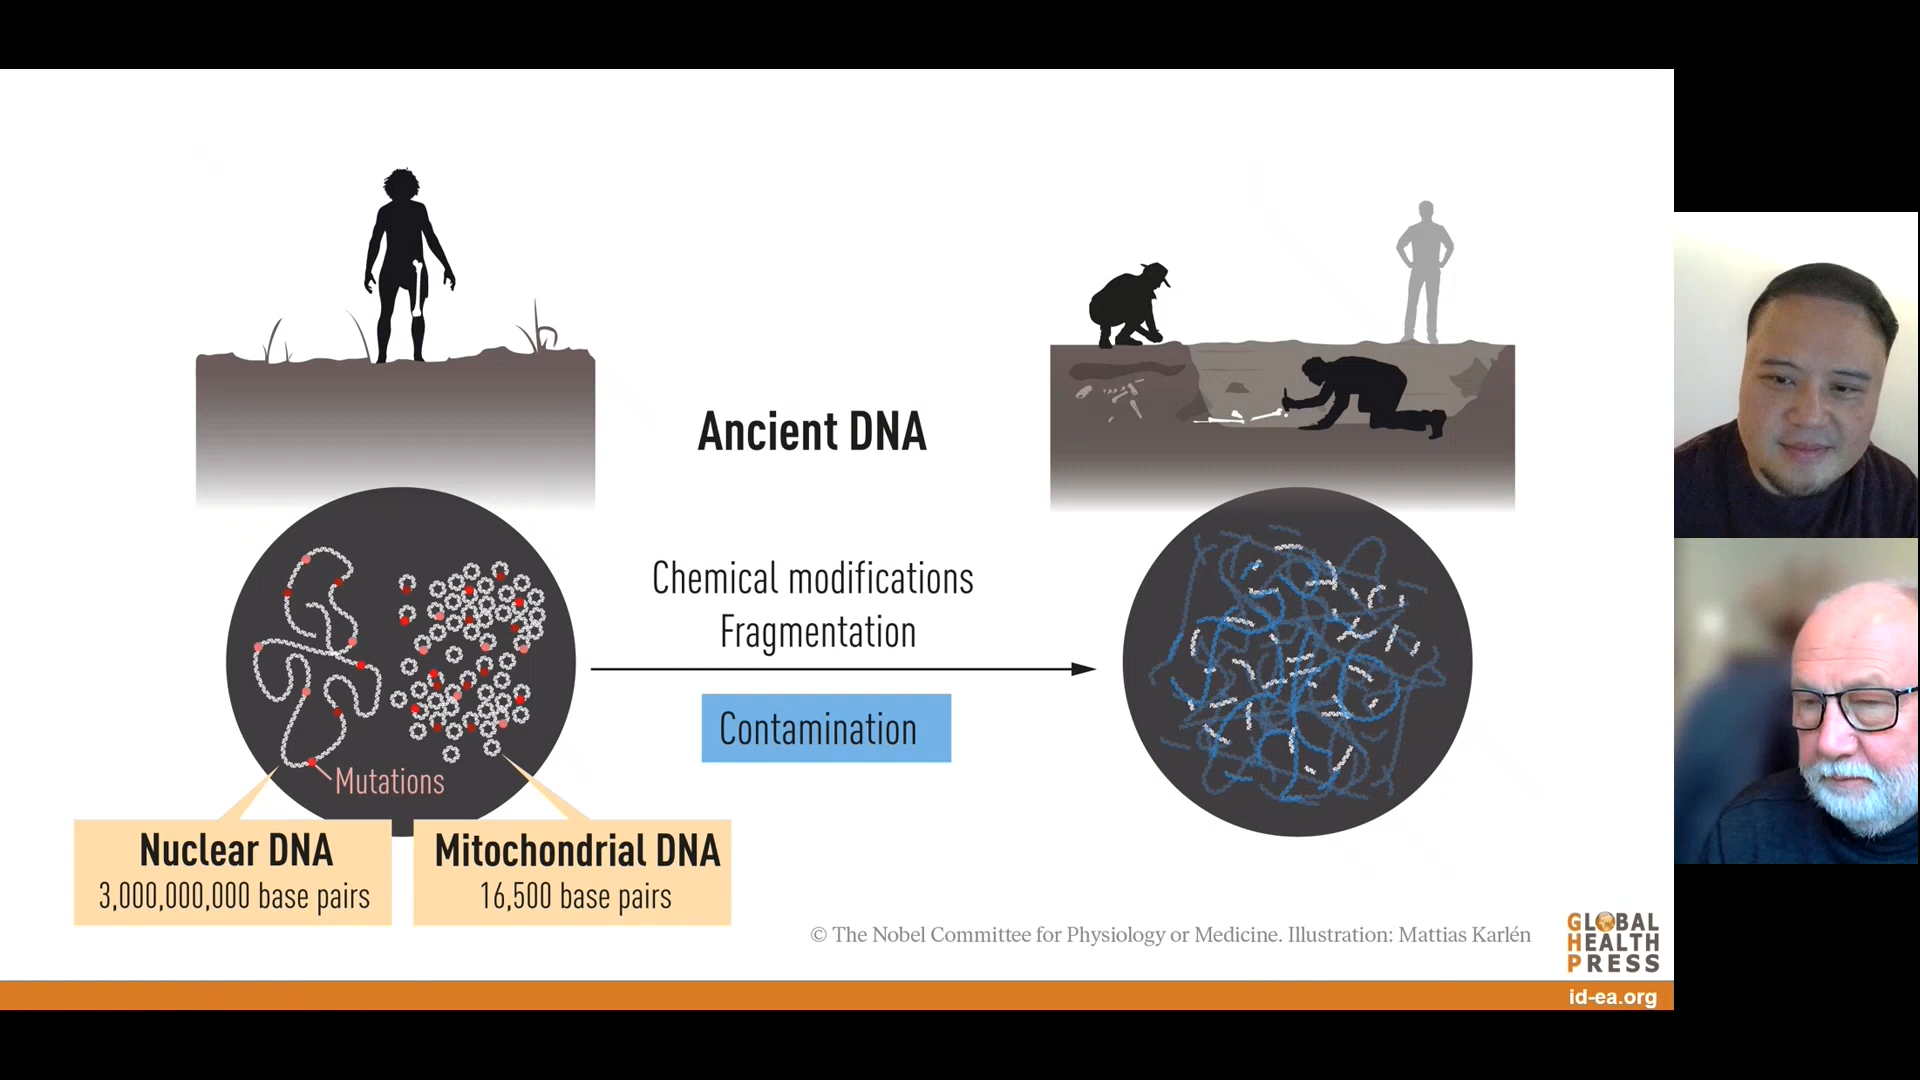 Ancient DNA
Chemical modifications
Fragmentation
Contamination
Mutations
Nuclear DNA
3,000,000,000 base pairs
Mitochondrial DNA
16,500 base pairs
© The Nobel Committee for Physiology or Medicine. Illustration: Mattias Karlén
GLOBAL
HEALTH
PRESS
id-ea.org